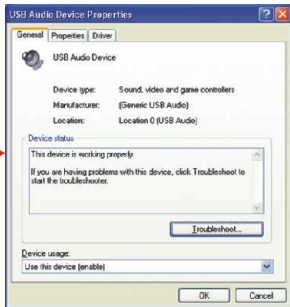 USB Audio Device Properties
General Properties Driver
USB Audio Device
Device type: Sound, video and game controllers
Manufacturer: (Generic USB Audio)
Location: Location 0 (USB Audio)
Device status
This device is working properly.
If you are having problems with this device, click Troubleshoot to
start the troubleshooter.
Troubleshoot...
Device usage:
Use this device (enable)
OK Cancel